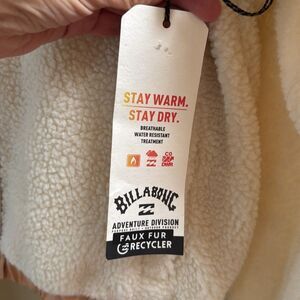 STAY WARM.
STAY DRY.
BREATHABLE
WATER RESISTANT
TREATMENT
BILLABONG
ADVENTURE DIVISION
FAUX FUR
RECYCLER